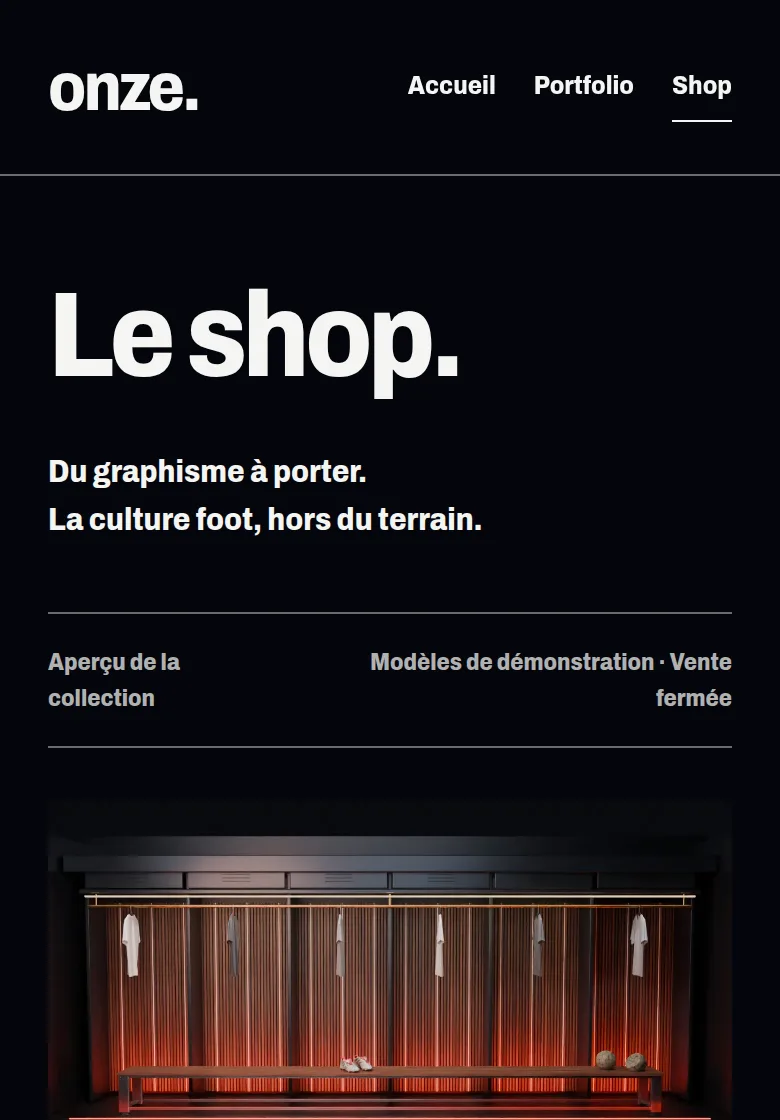 onze.
Accueil Portfolio Shop
Le shop.
Du graphisme à porter.
La culture foot, hors du terrain.
Aperçu de la
collection
Modèles de démonstration · Vente
fermée